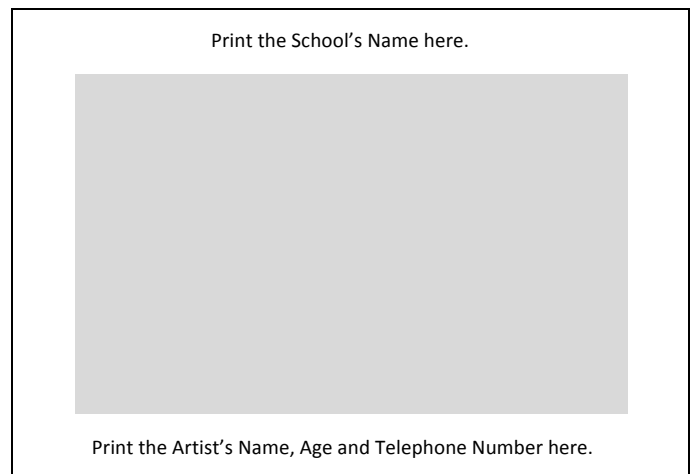 Print the School’s Name here.
Print the Artist’s Name, Age and Telephone Number here.